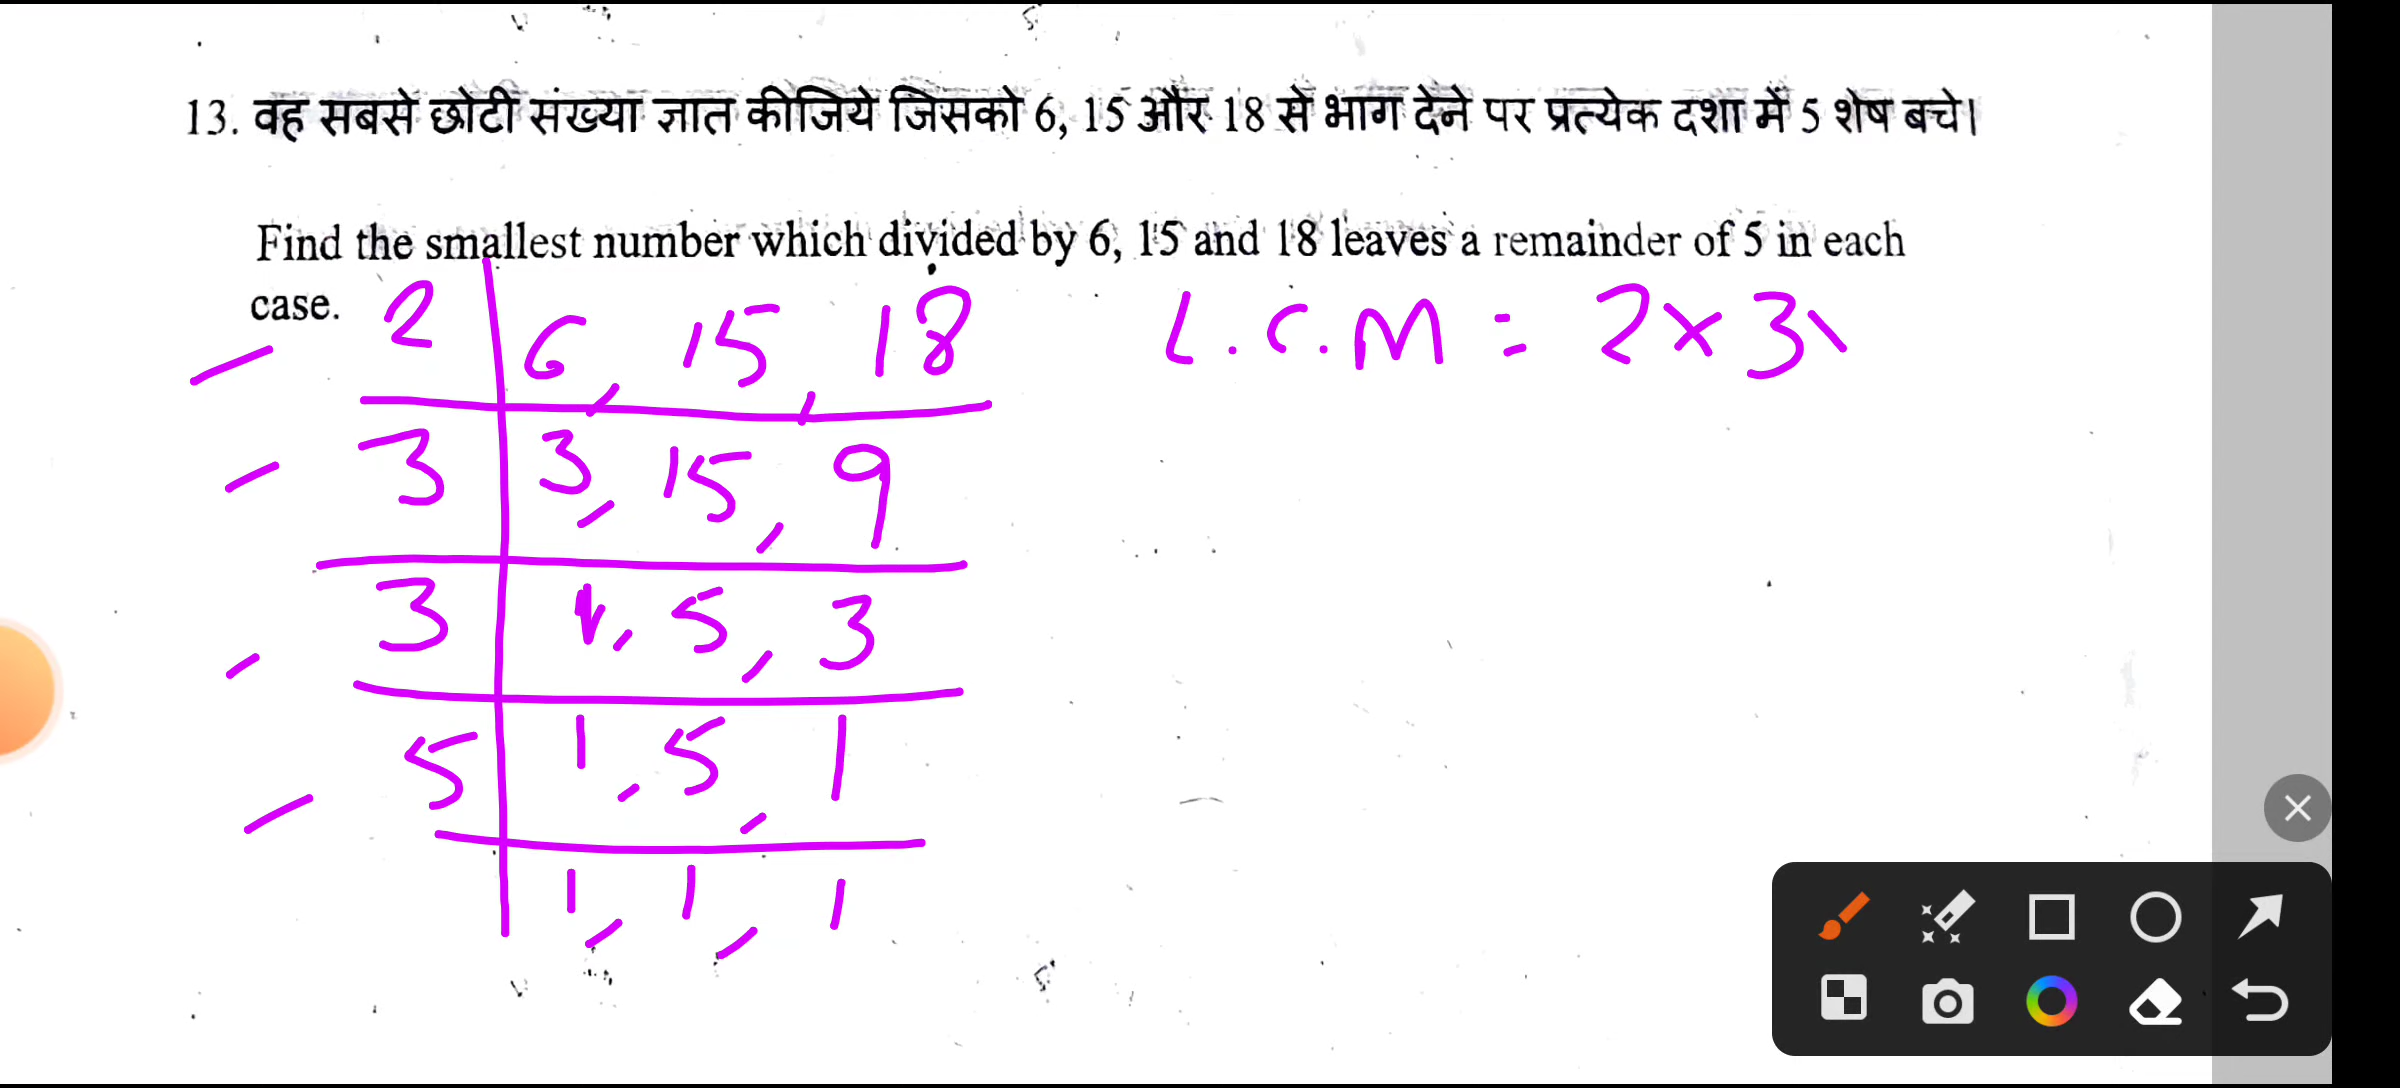 13. वह सबसे छोटी संख्या ज्ञात कीजिये जिसको 6, 15 और 18 से भाग देने पर प्रत्येक दशा में 5 शेष बचे।
Find the smallest number which divided by 6, 15 and 18 leaves a remainder of 5 in each
case.
2 | 6, 15, 18
3 | 3, 15, 9
3 | 1, 5, 3
5 | 1, 5, 1
1, 1, 1
L.C.M = 2×3